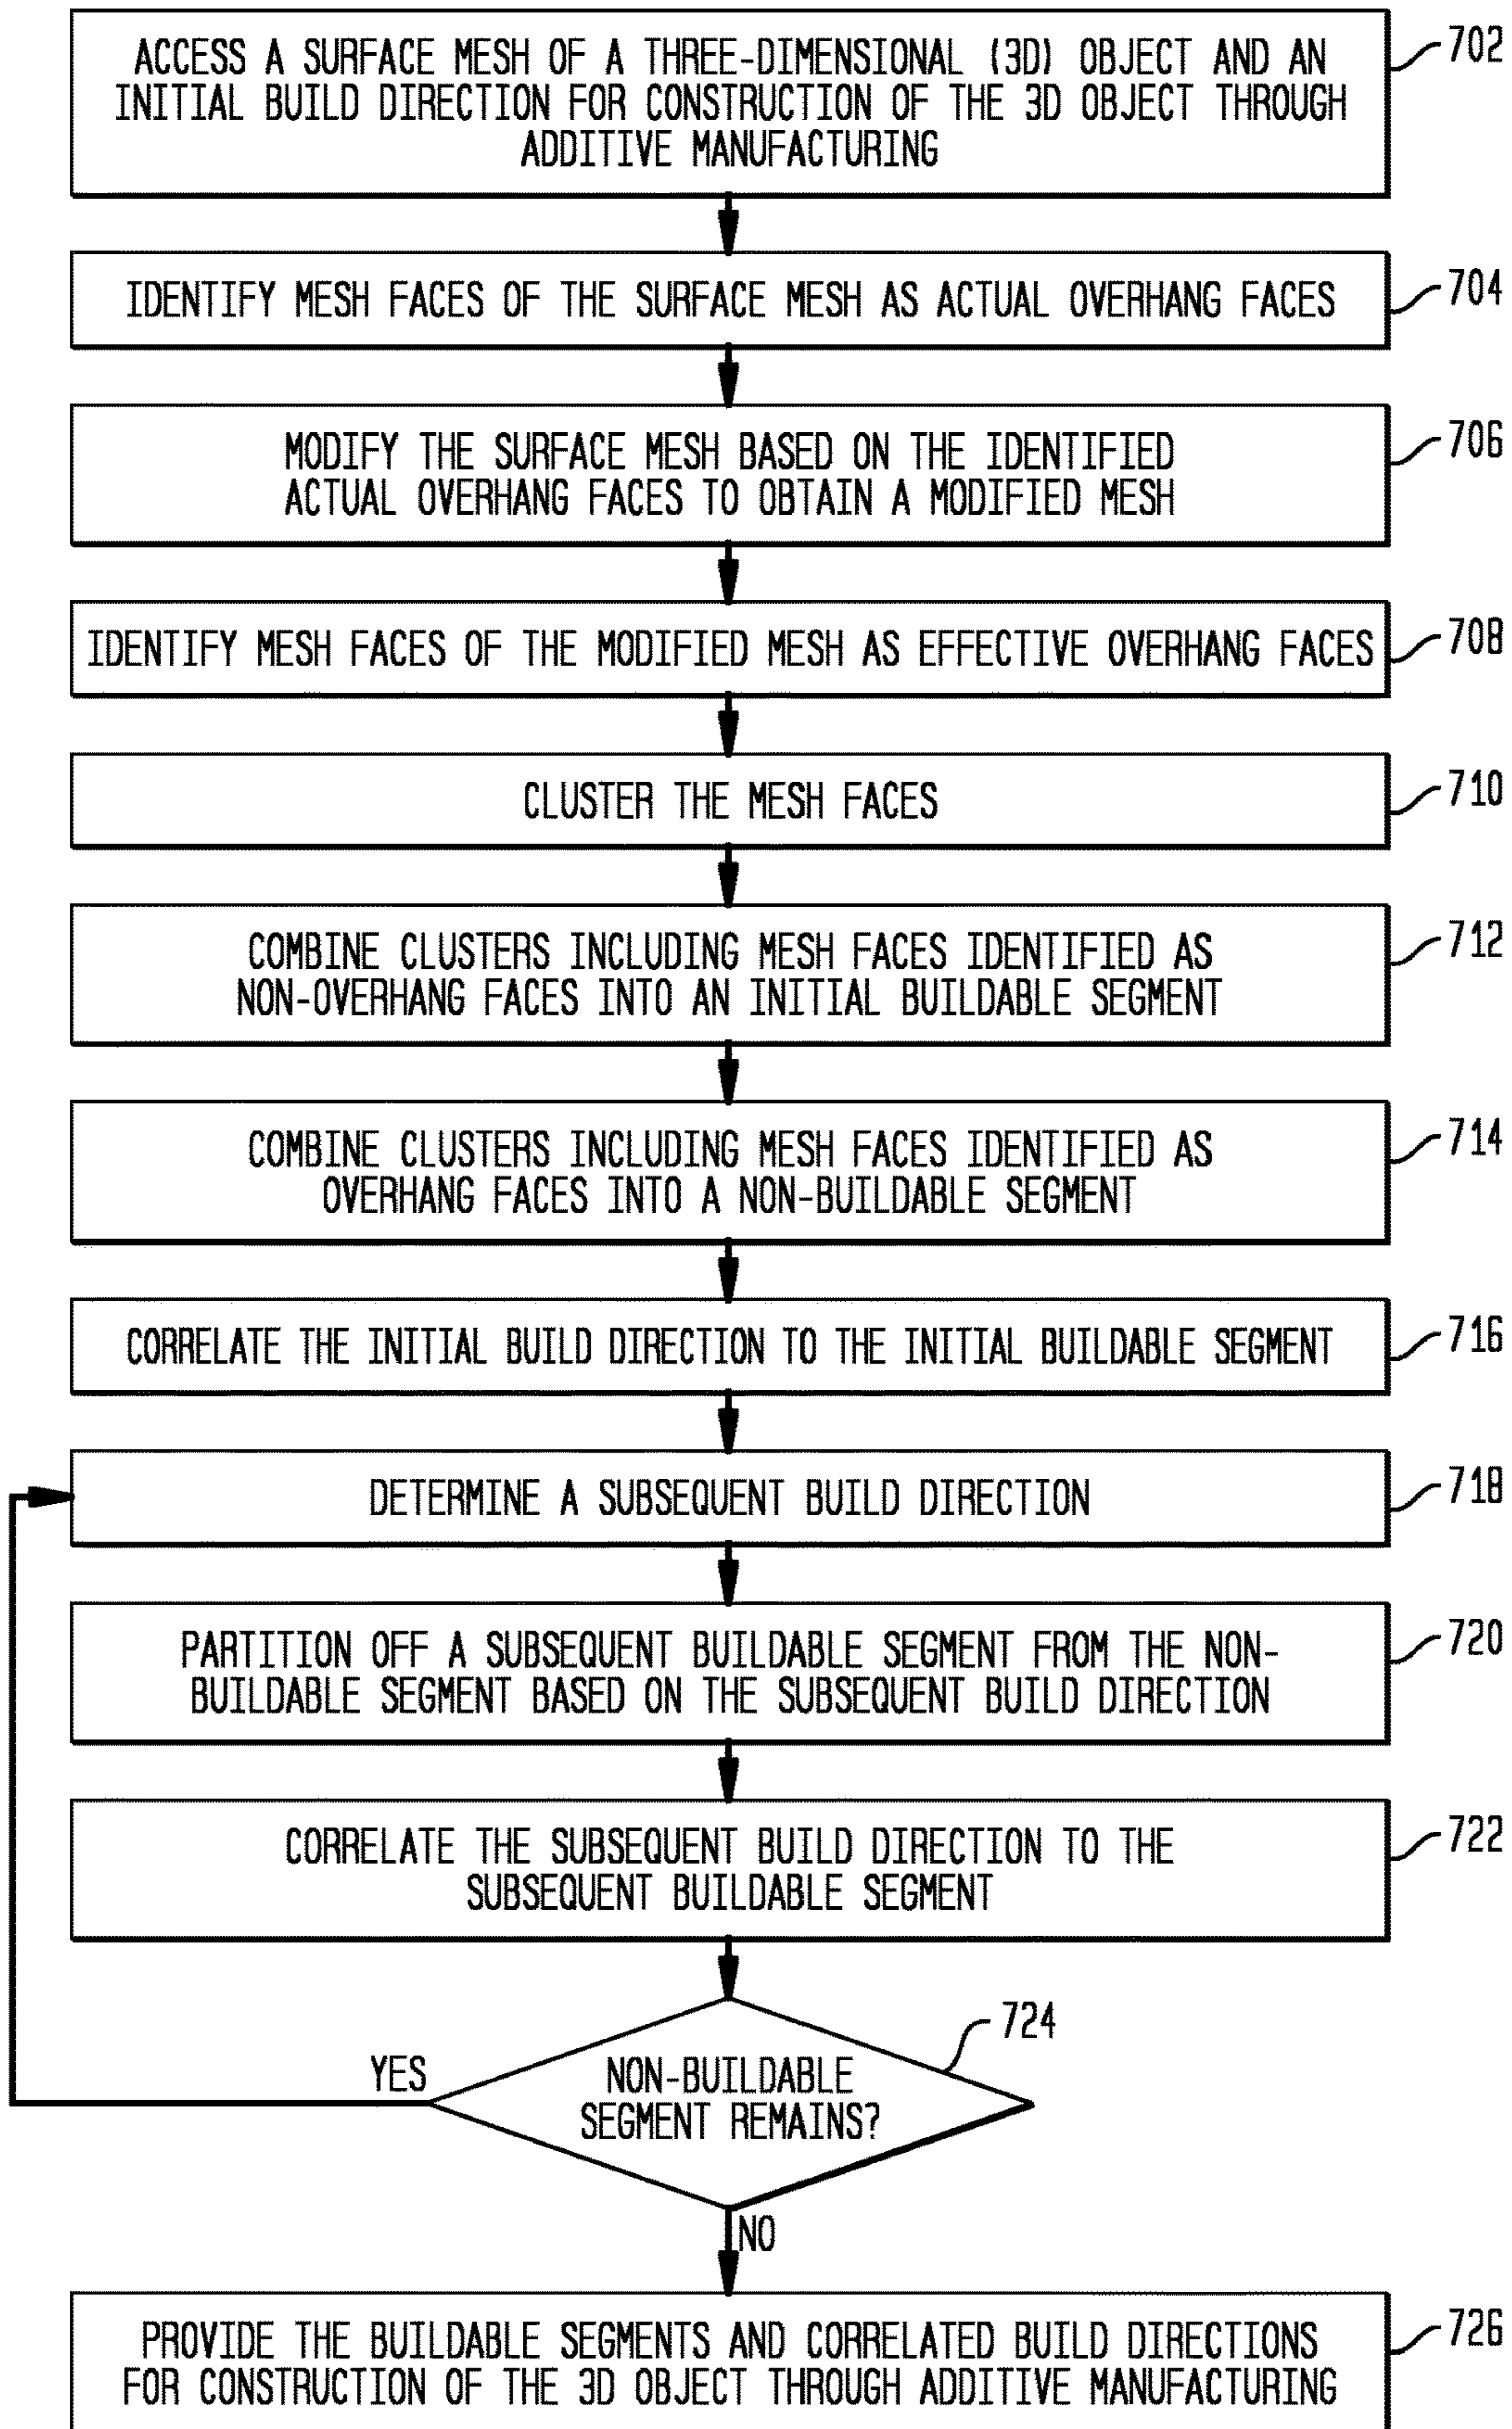 ACCESS A SURFACE MESH OF A THREE-DIMENSIONAL (3D) OBJECT AND AN
INITIAL BUILD DIRECTION FOR CONSTRUCTION OF THE 3D OBJECT THROUGH
ADDITIVE MANUFACTURING
702
IDENTIFY MESH FACES OF THE SURFACE MESH AS ACTUAL OVERHANG FACES
704
MODIFY THE SURFACE MESH BASED ON THE IDENTIFIED
ACTUAL OVERHANG FACES TO OBTAIN A MODIFIED MESH
706
IDENTIFY MESH FACES OF THE MODIFIED MESH AS EFFECTIVE OVERHANG FACES
708
CLUSTER THE MESH FACES
710
COMBINE CLUSTERS INCLUDING MESH FACES IDENTIFIED AS
NON-OVERHANG FACES INTO AN INITIAL BUILDABLE SEGMENT
712
COMBINE CLUSTERS INCLUDING MESH FACES IDENTIFIED AS
OVERHANG FACES INTO A NON-BUILDABLE SEGMENT
714
CORRELATE THE INITIAL BUILD DIRECTION TO THE INITIAL BUILDABLE SEGMENT
716
DETERMINE A SUBSEQUENT BUILD DIRECTION
718
PARTITION OFF A SUBSEQUENT BUILDABLE SEGMENT FROM THE NON-
BUILDABLE SEGMENT BASED ON THE SUBSEQUENT BUILD DIRECTION
720
CORRELATE THE SUBSEQUENT BUILD DIRECTION TO THE
SUBSEQUENT BUILDABLE SEGMENT
722
724
YES
NON-BUILDABLE
SEGMENT REMAINS?
NO
PROVIDE THE BUILDABLE SEGMENTS AND CORRELATED BUILD DIRECTIONS
FOR CONSTRUCTION OF THE 3D OBJECT THROUGH ADDITIVE MANUFACTURING
726